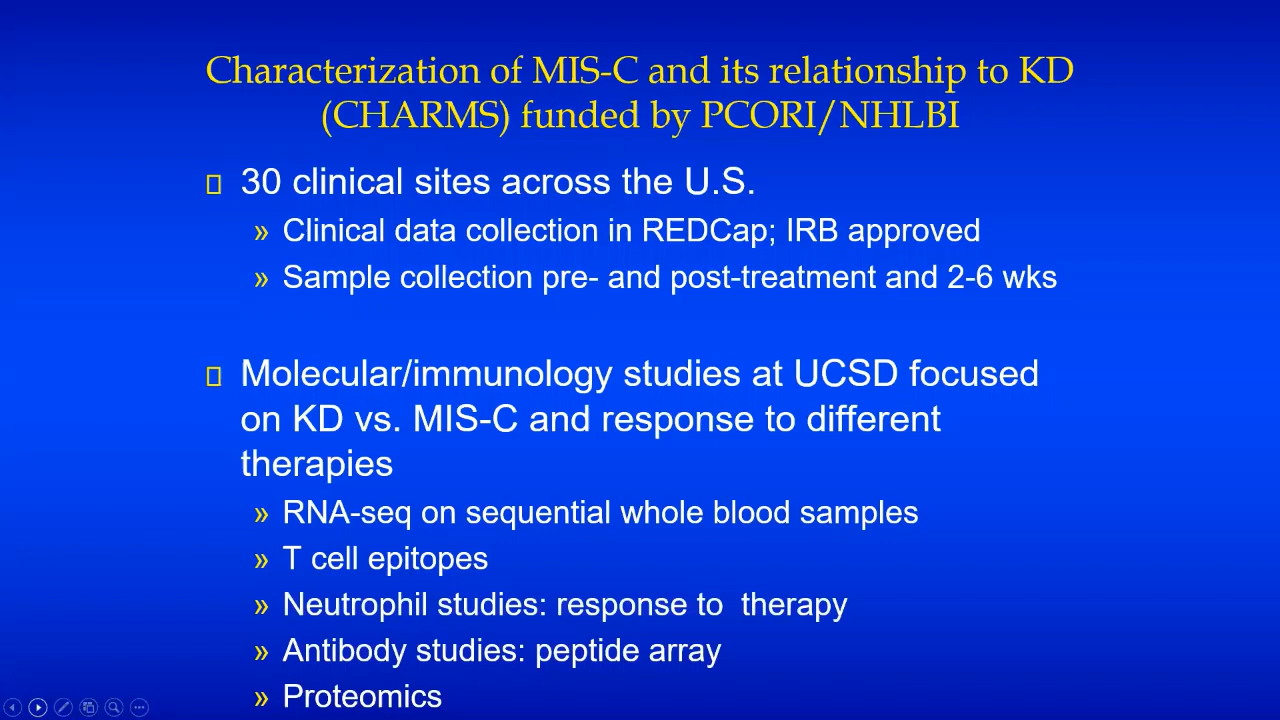 Characterization of MIS-C and its relationship to KD
(CHARMS) funded by PCORI/NHLBI
30 clinical sites across the U.S.
» Clinical data collection in REDCap; IRB approved
» Sample collection pre- and post-treatment and 2-6 wks
Molecular/immunology studies at UCSD focused
on KD vs. MIS-C and response to different
therapies
» RNA-seq on sequential whole blood samples
» T cell epitopes
» Neutrophil studies: response to  therapy
» Antibody studies: peptide array
» Proteomics